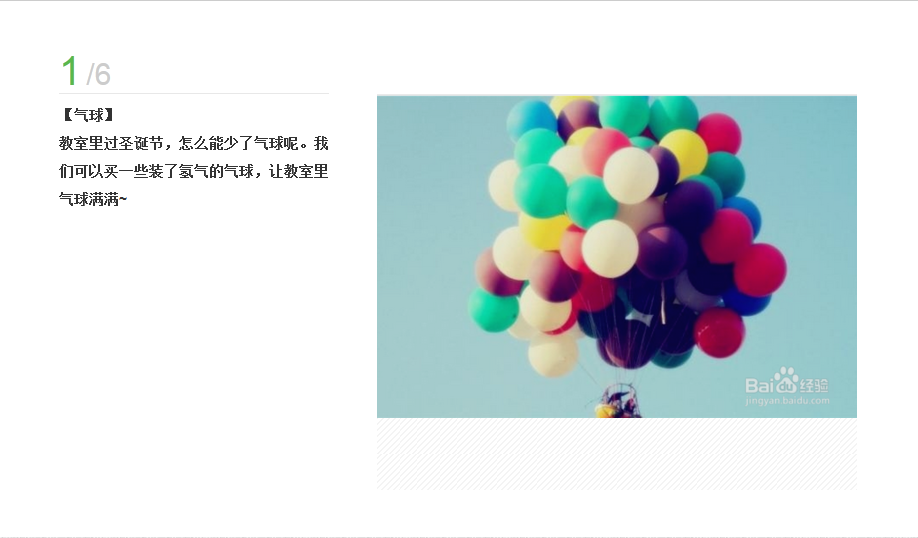 1/6
【气球】
教室里过圣诞节，怎么能少了气球呢。我
们可以买一些装了氢气的气球，让教室里
气球满满~
Baidu 经验
jingyan.baidu.com